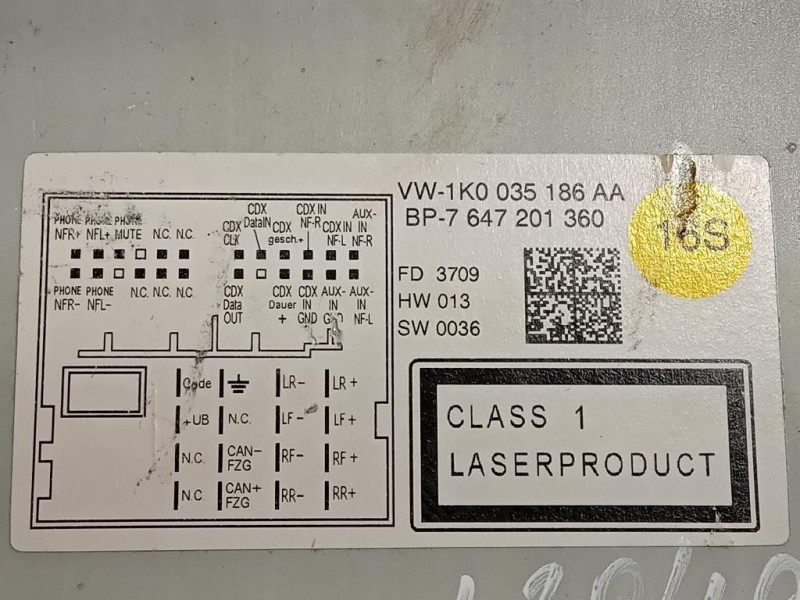 VW-1K0 035 186 AA
BP-7 647 201 360
16S
FD 3709
HW 013
SW 0036
CLASS 1
LASERPRODUCT
PHONE NFR+ PHONE NFL+ PHONE MUTE N.C. N.C.
CDX CLK CDX DataIN CDX gesch.+ CDX IN NF-R CDX IN NF-L AUX- IN NF-R
PHONE NFR- PHONE NFL- N.C. N.C. N.C.
CDX Data OUT CDX Dauer + CDX IN GND AUX- IN GND AUX- IN NF-L
Code LR- LR+
+UB N.C. LF- LF+
N.C. CAN- FZG RF- RF+
N.C. CAN+ FZG RR- RR+